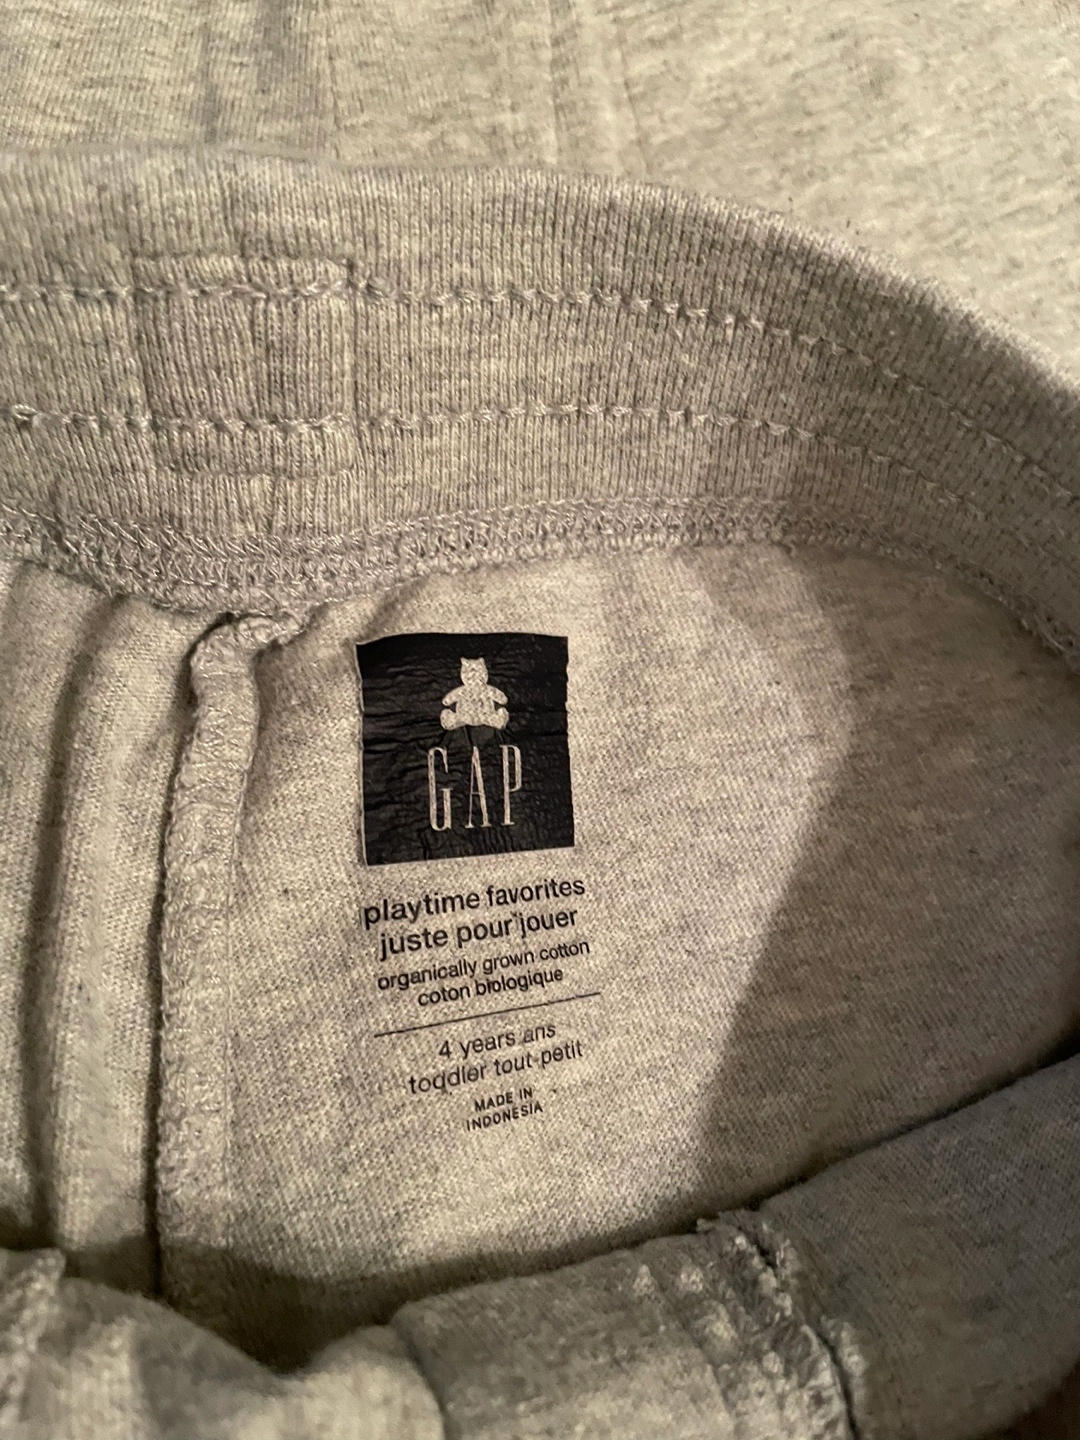 GAP
playtime favorites
juste pour jouer
organically grown cotton
coton biologique
4 years ans
toddler tout-petit
MADE IN
INDONESIA